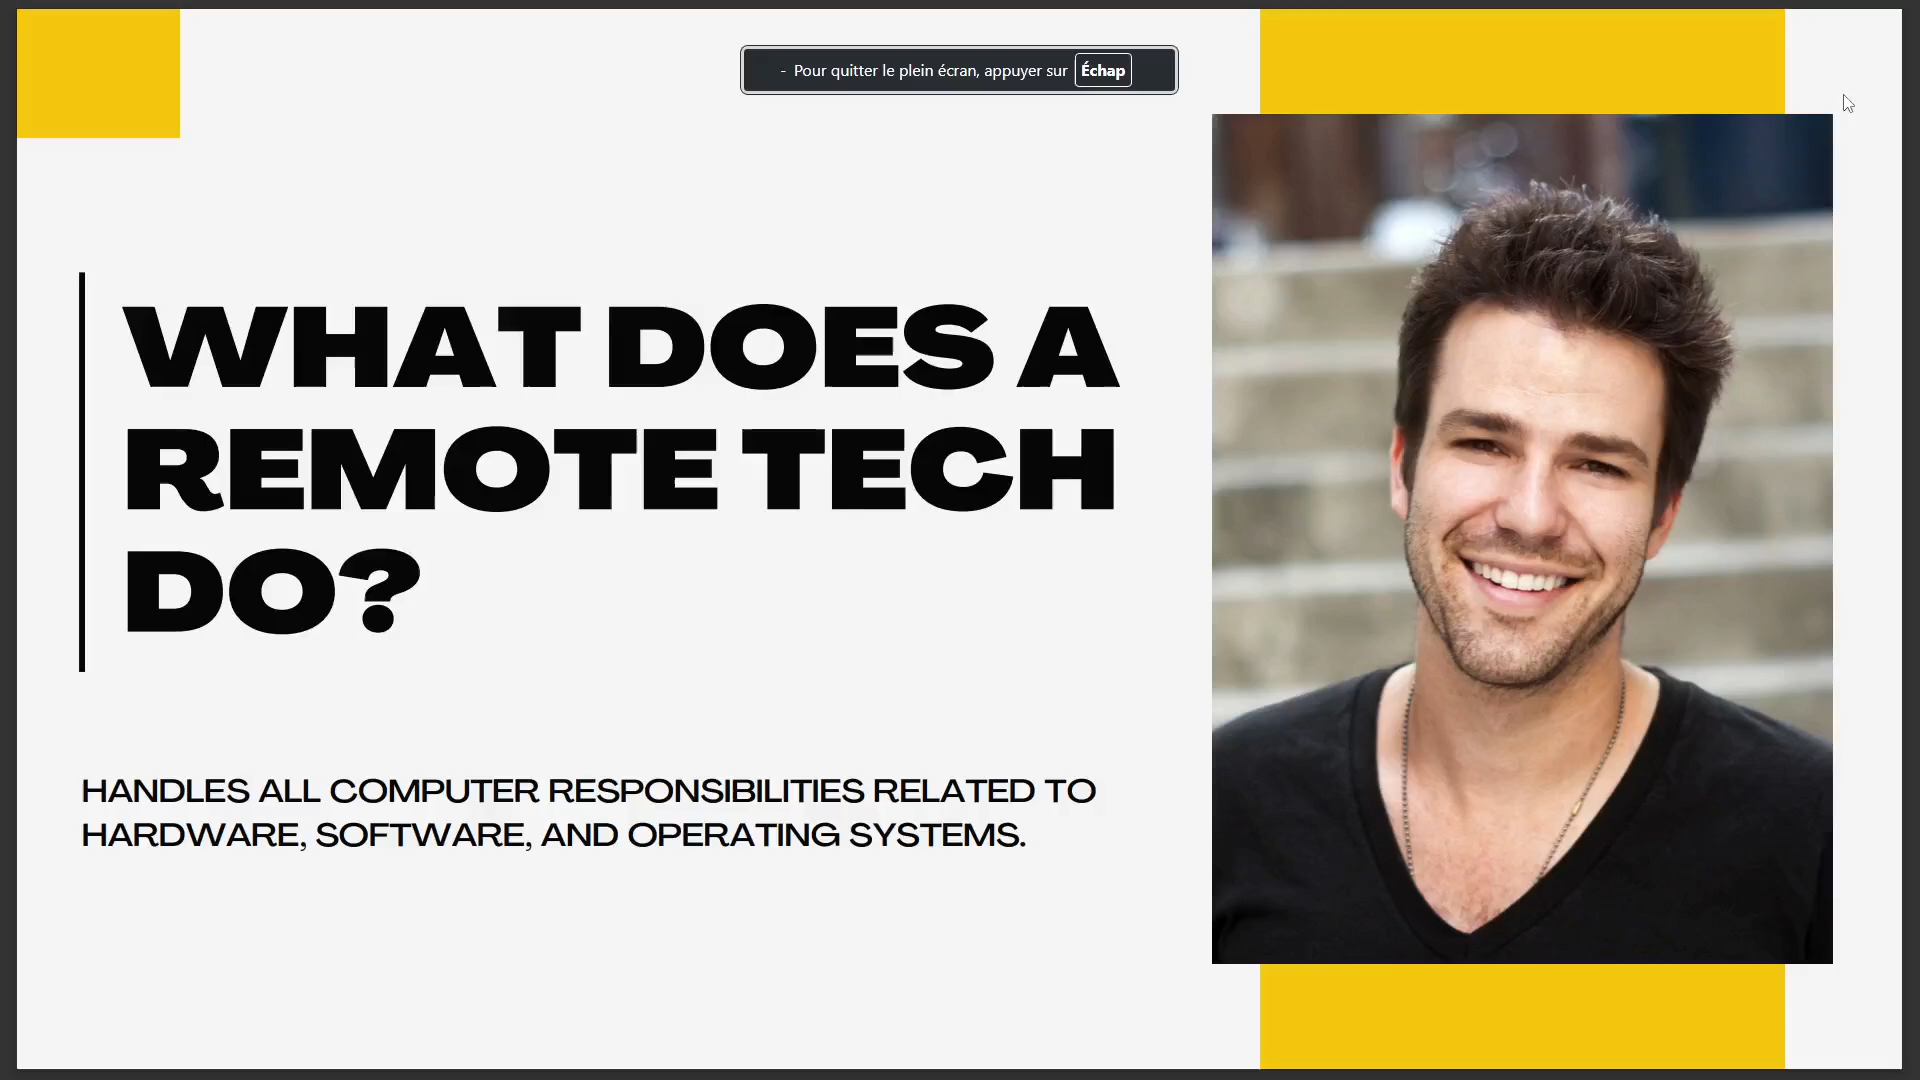 - Pour quitter le plein écran, appuyer sur Échap
WHAT DOES A
REMOTE TECH
DO?
HANDLES ALL COMPUTER RESPONSIBILITIES RELATED TO
HARDWARE, SOFTWARE, AND OPERATING SYSTEMS.